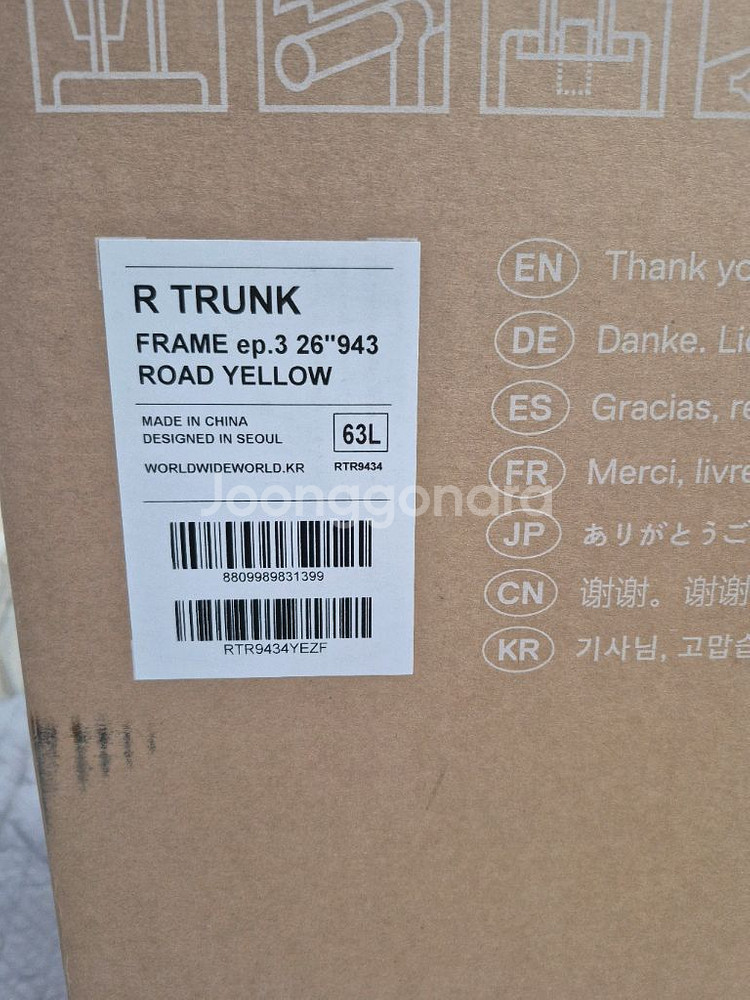 R TRUNK
FRAME ep.3 26"943
ROAD YELLOW
MADE IN CHINA
DESIGNED IN SEOUL
63L
WORLDWIDEWORLD.KR
RTR9434
8809989831399
RTR9434YEZF
Joonggonara
EN Thank yo
DE Danke. Lie
ES Gracias, re
FR Merci, livre
JP ありがとうご
CN 谢谢。谢谢
KR 기사님, 고맙습